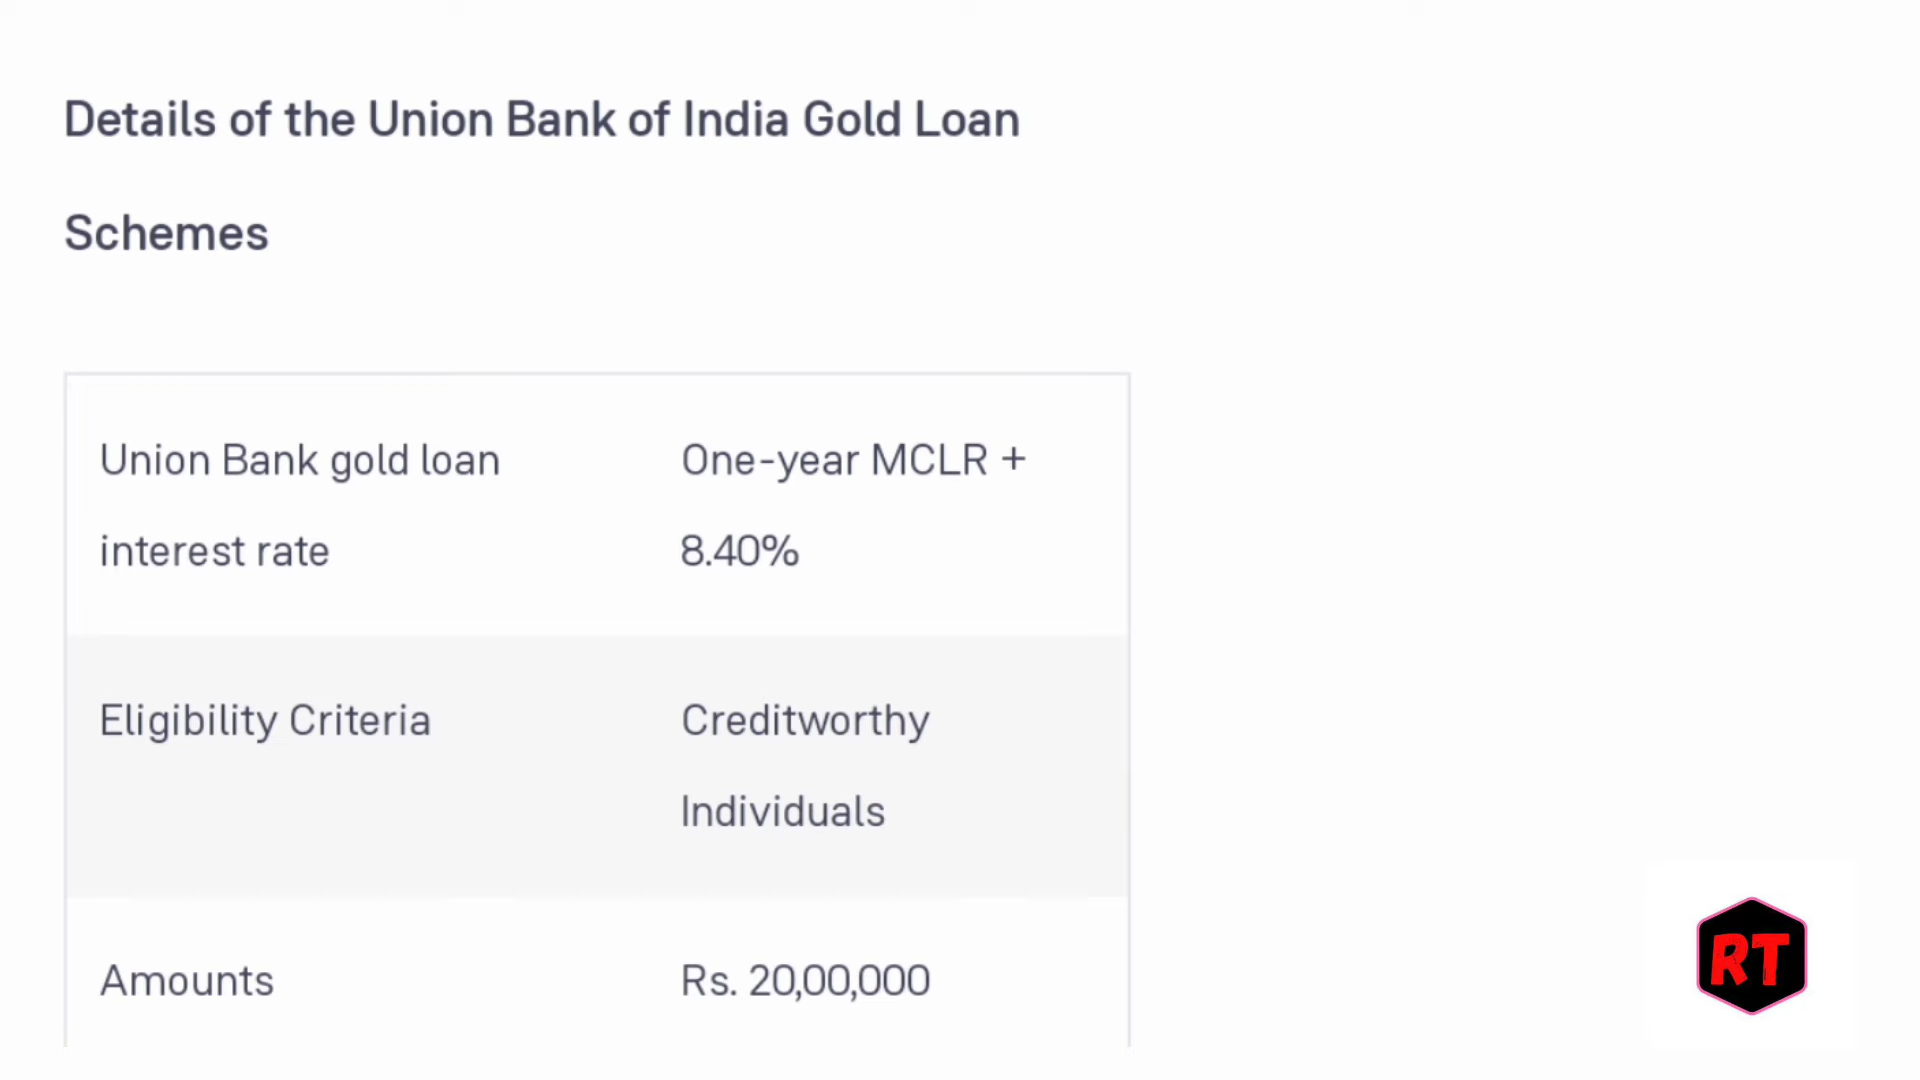 Details of the Union Bank of India Gold Loan
Schemes
Union Bank gold loan
interest rate
One-year MCLR +
8.40%
Eligibility Criteria
Creditworthy
Individuals
Amounts
Rs. 20,00,000
RT